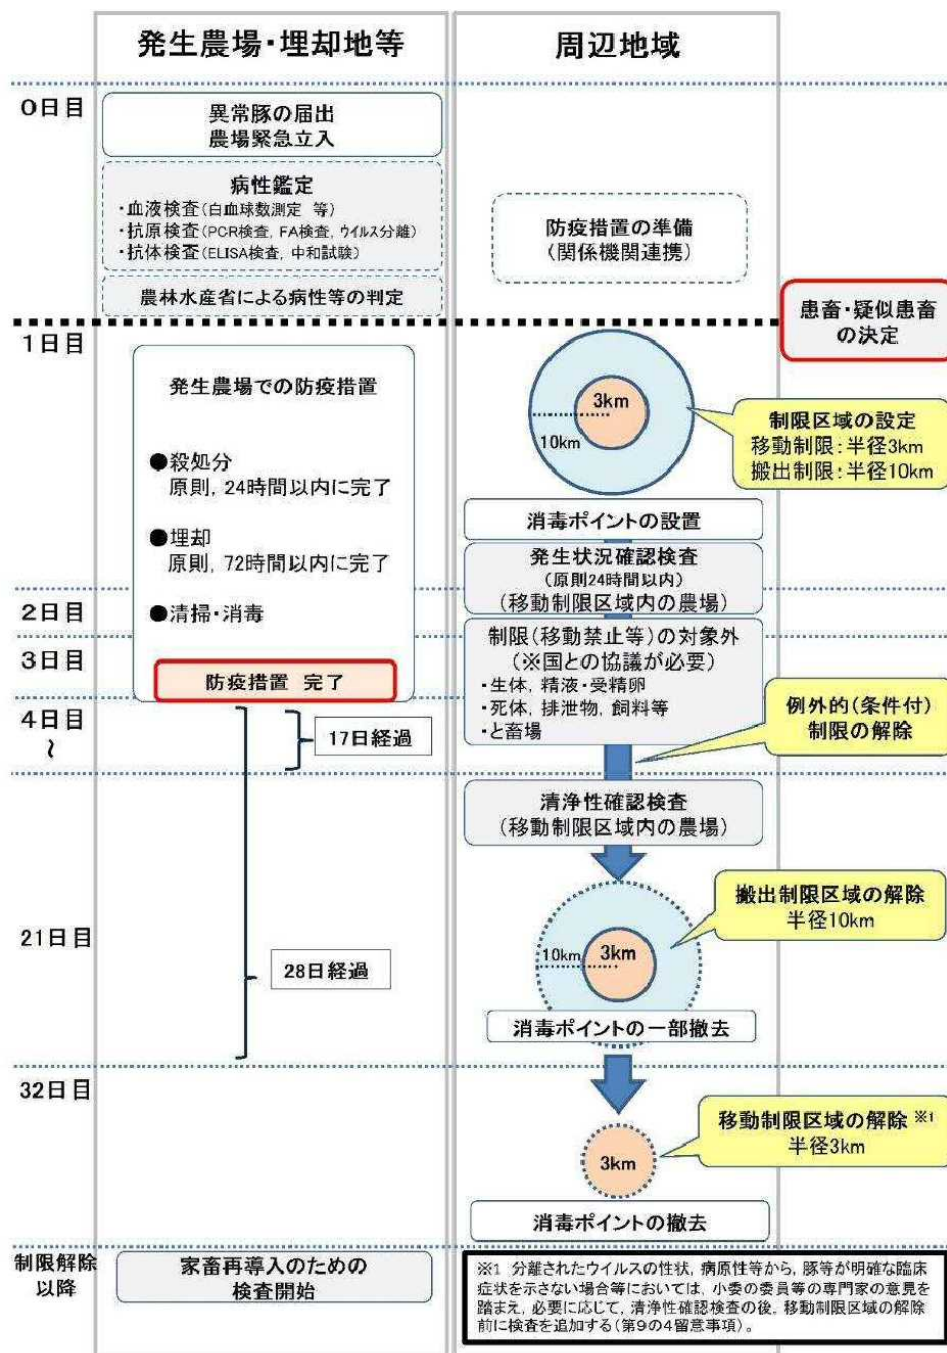 発生農場・埋却地等
周辺地域
0日目
異常豚の届出
農場緊急立入
病性鑑定
・血液検査(白血球数測定 等)
・抗原検査(PCR検査, FA検査, ウイルス分離)
・抗体検査(ELISA検査, 中和試験)
農林水産省による病性等の判定
防疫措置の準備
(関係機関連携)
患畜・疑似患畜
の決定
1日目
発生農場での防疫措置
●殺処分
原則, 24時間以内に完了
●埋却
原則, 72時間以内に完了
●清掃・消毒
防疫措置 完了
3km
10km
制限区域の設定
移動制限:半径3km
搬出制限:半径10km
消毒ポイントの設置
発生状況確認検査
(原則24時間以内)
(移動制限区域内の農場)
2日目
3日目
制限(移動禁止等)の対象外
(※国との協議が必要)
・生体, 精液・受精卵
・死体, 排泄物, 飼料等
・と畜場
4日目
~
17日経過
例外的(条件付)
制限の解除
清浄性確認検査
(移動制限区域内の農場)
21日目
28日経過
搬出制限区域の解除
半径10km
10km
3km
消毒ポイントの一部撤去
32日目
移動制限区域の解除 ※1
半径3km
3km
消毒ポイントの撤去
制限解除
以降
家畜再導入のための
検査開始
※1 分離されたウイルスの性状, 病原性等から, 豚等が明確な臨床
症状を示さない場合等においては, 小委の委員等の専門家の意見を
踏まえ, 必要に応じて, 清浄性確認検査の後, 移動制限区域の解除
前に検査を追加する(第9の4留意事項)。